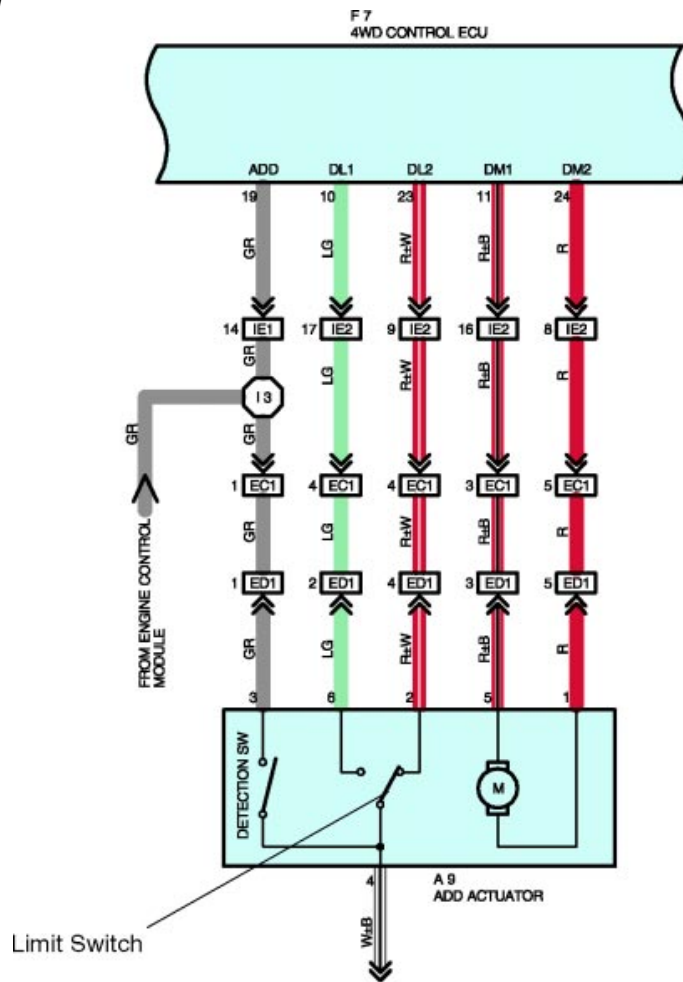 F 7
4WD CONTROL ECU
ADD DL1 DL2 DM1 DM2
19 10 23 11 24
GR LG R±W R±B R
14 IE1 17 IE2 9 IE2 16 IE2 8 IE2
GR LG R±W R±B R
I 3
GR
GR
1 EC1 4 EC1 4 EC1 3 EC1 5 EC1
GR LG R±W R±B R
1 ED1 2 ED1 4 ED1 3 ED1 5 ED1
FROM ENGINE CONTROL
MODULE
GR LG R±W R±B R
3 6 2 5 1
DETECTION SW
M
4
A 9
ADD ACTUATOR
W±B
Limit Switch